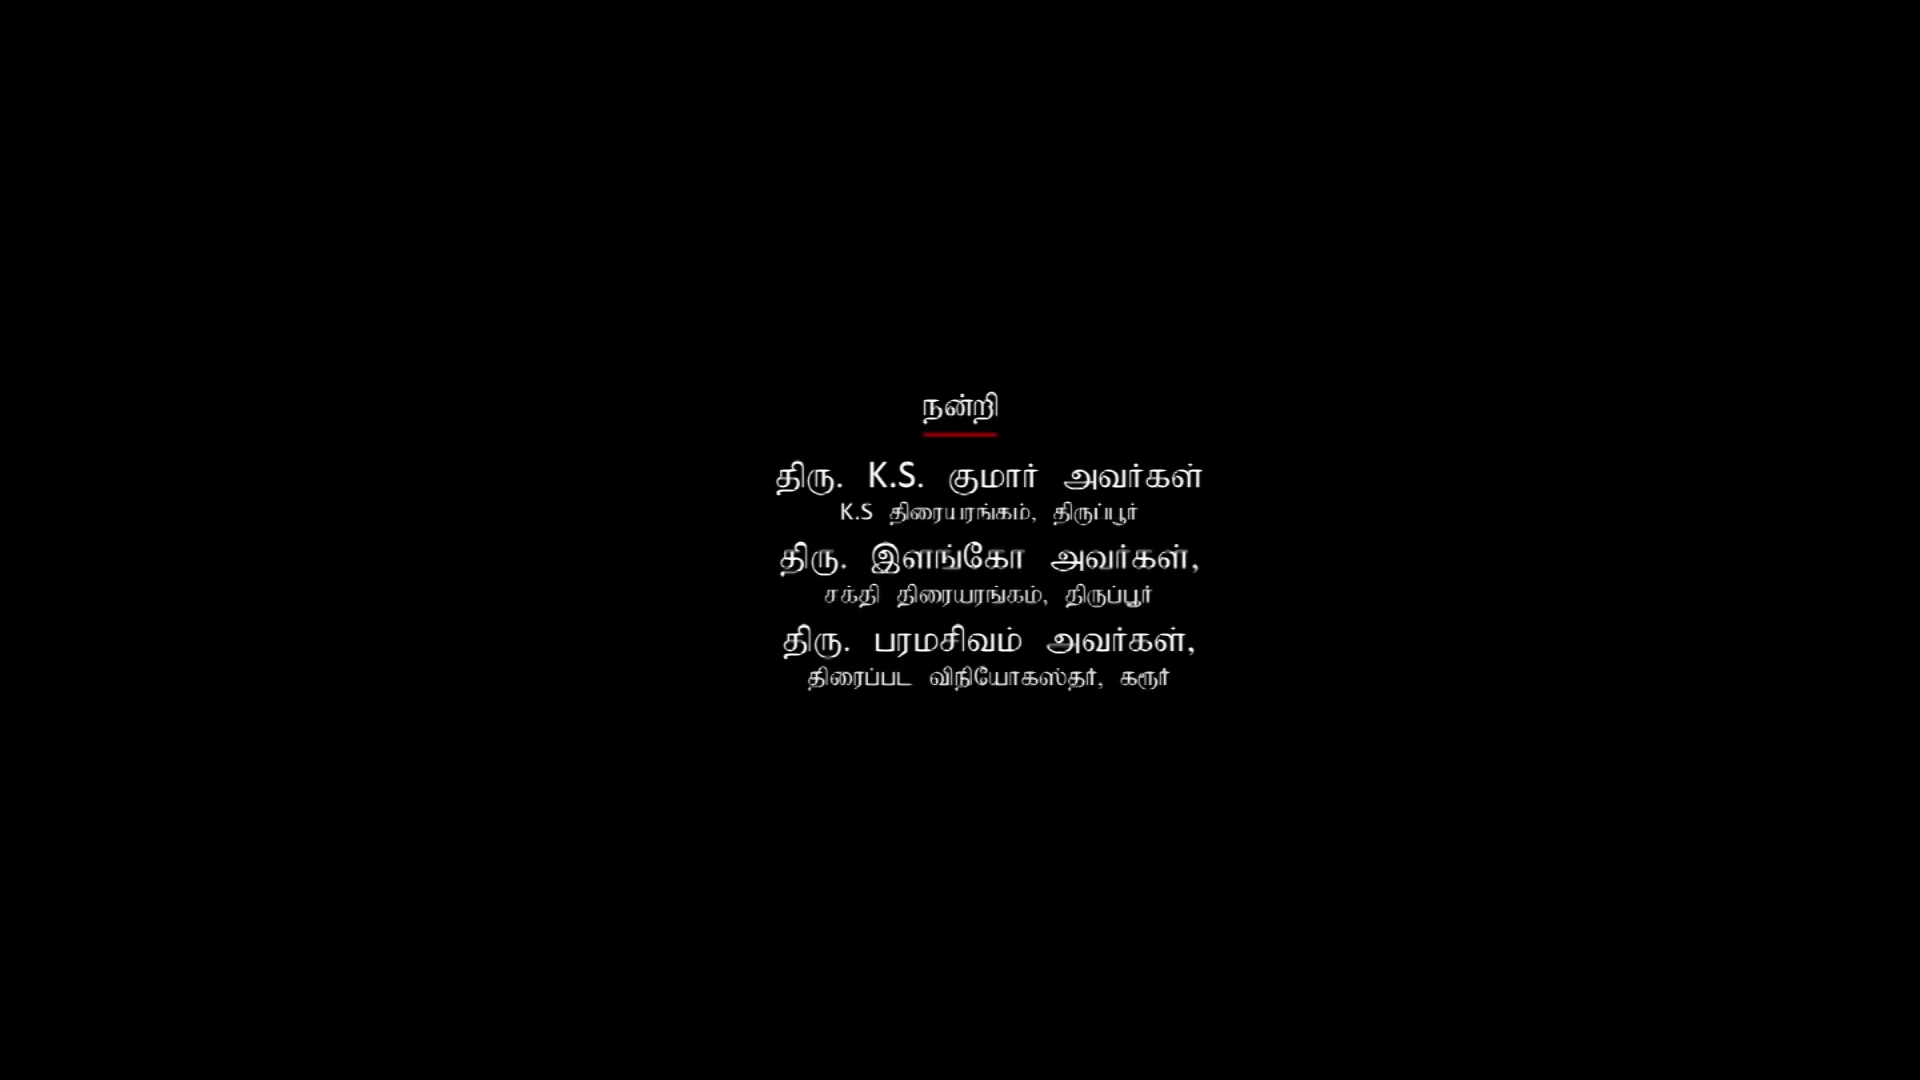 நன்றி
திரு. K.S. குமார் அவர்கள்
K.S திரையரங்கம், திருப்பூர்
திரு. இளங்கோ அவர்கள்,
சக்தி திரையரங்கம், திருப்பூர்
திரு. பரமசிவம் அவர்கள்,
திரைப்பட விநியோகஸ்தர், கரூர்